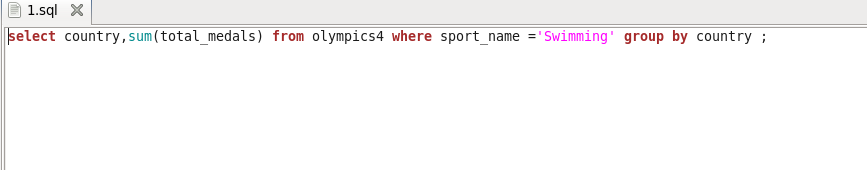 1.sql
select country,sum(total_medals) from olympics4 where sport_name ='Swimming' group by country ;